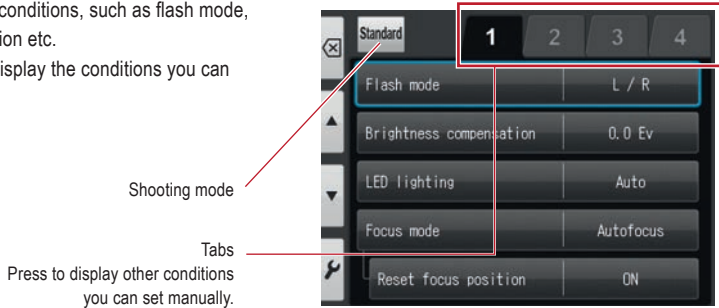 conditions, such as flash mode,
ion etc.
isplay the conditions you can
Shooting mode
Tabs
Press to display other conditions
you can set manually.
Standard
1 2 3 4
Flash mode L / R
Brightness compensation 0.0 Ev
LED lighting Auto
Focus mode Autofocus
Reset focus position ON